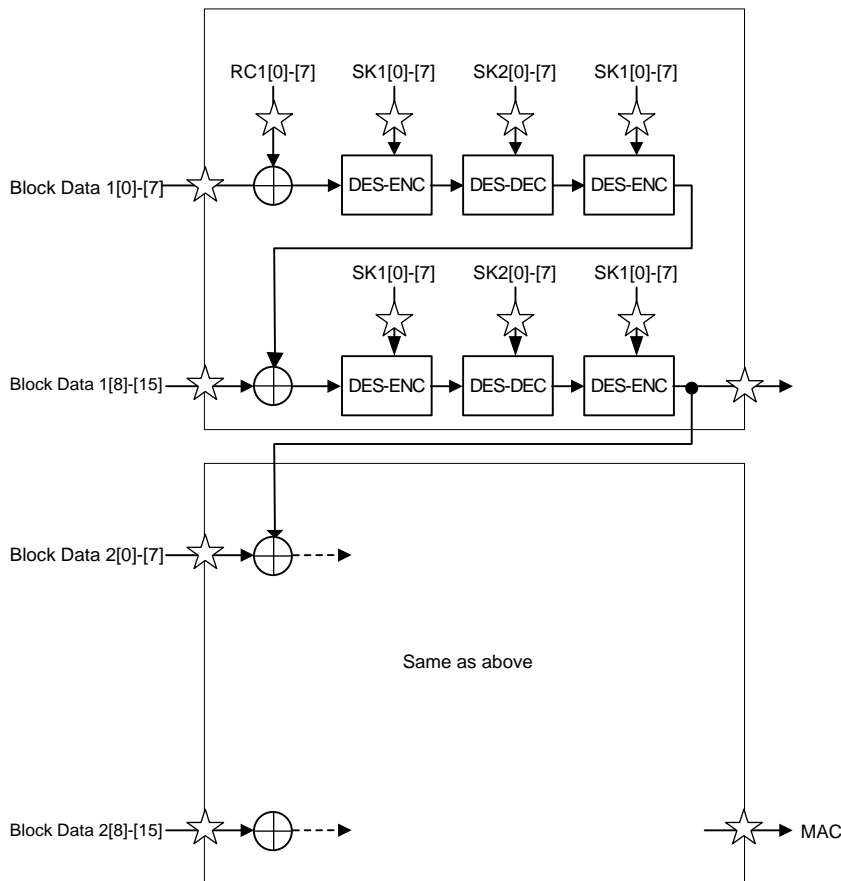 RC1[0]-[7] SK1[0]-[7] SK2[0]-[7] SK1[0]-[7]
Block Data 1[0]-[7] DES-ENC DES-DEC DES-ENC
SK1[0]-[7] SK2[0]-[7] SK1[0]-[7]
Block Data 1[8]-[15] DES-ENC DES-DEC DES-ENC
Block Data 2[0]-[7]
Same as above
Block Data 2[8]-[15] MAC